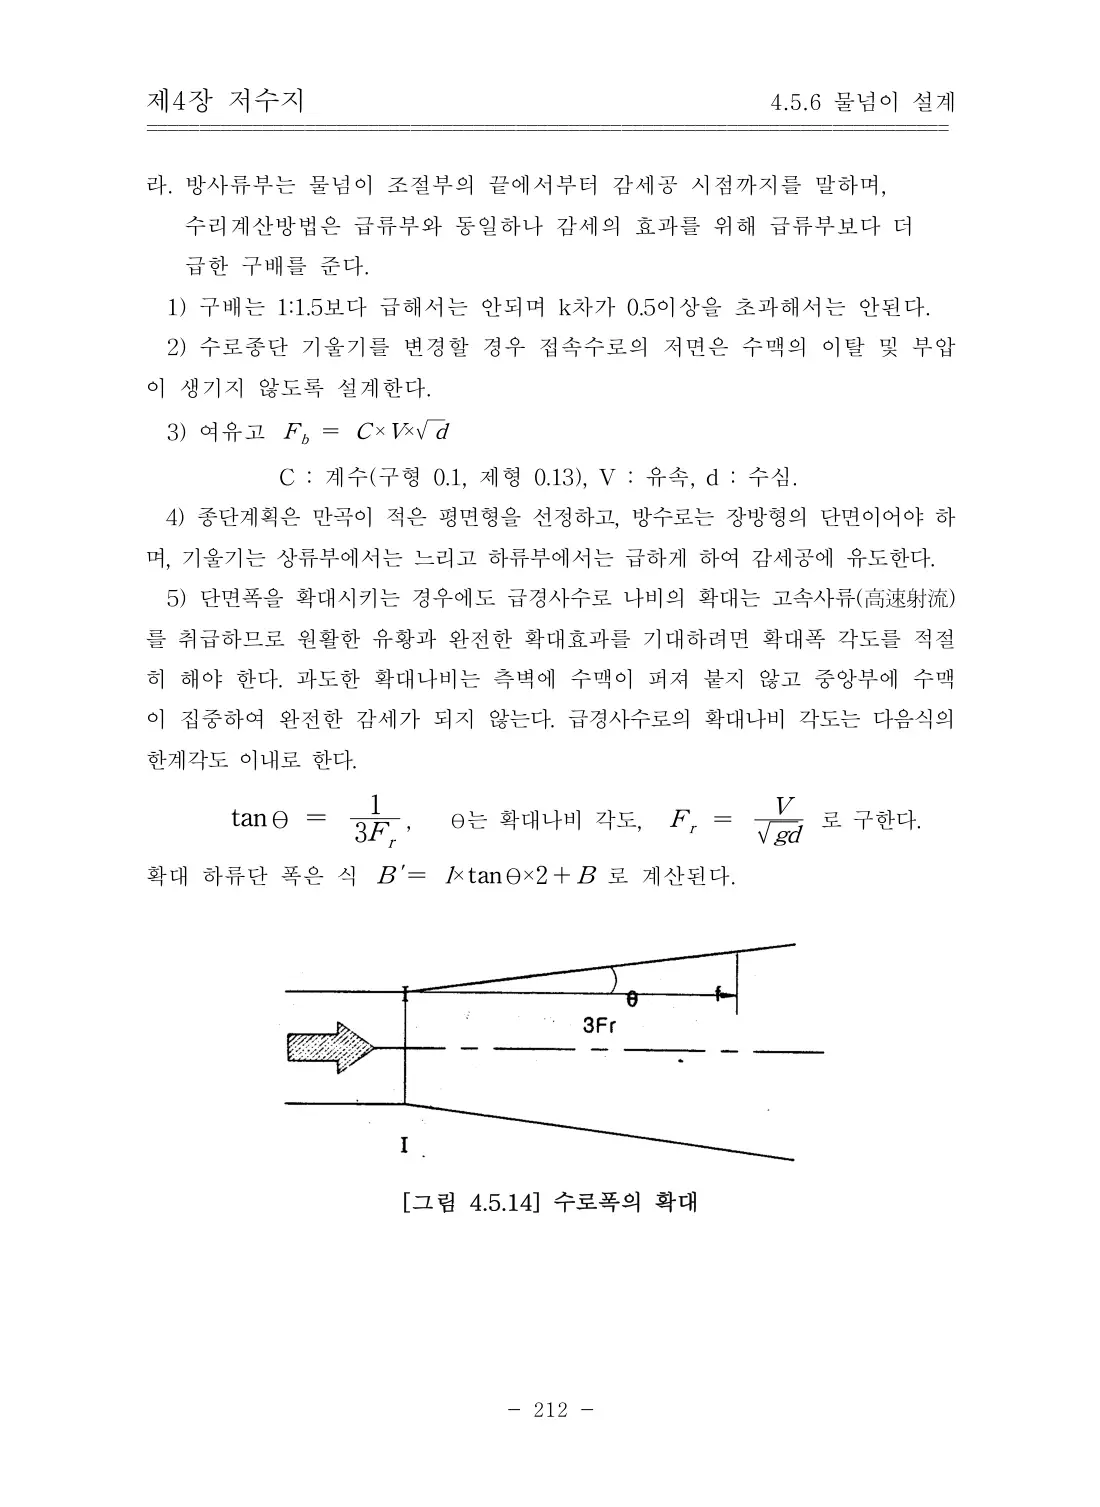 제4장 저수지 4.5.6 물넘이 설계
라. 방사류부는 물넘이 조절부의 끝에서부터 감세공 시점까지를 말하며,
수리계산방법은 급류부와 동일하나 감세의 효과를 위해 급류부보다 더
급한 구배를 준다.
1) 구배는 1:1.5보다 급해서는 안되며 k차가 0.5이상을 초과해서는 안된다.
2) 수로종단 기울기를 변경할 경우 접속수로의 저면은 수맥의 이탈 및 부압
이 생기지 않도록 설계한다.
3) 여유고 F_b = C×V×√d
C : 계수(구형 0.1, 제형 0.13), V : 유속, d : 수심.
4) 종단계획은 만곡이 적은 평면형을 선정하고, 방수로는 장방형의 단면이어야 하
며, 기울기는 상류부에서는 느리고 하류부에서는 급하게 하여 감세공에 유도한다.
5) 단면폭을 확대시키는 경우에도 급경사수로 나비의 확대는 고속사류(高速射流)
를 취급하므로 원활한 유황과 완전한 확대효과를 기대하려면 확대폭 각도를 적절
히 해야 한다. 과도한 확대나비는 측벽에 수맥이 퍼져 붙지 않고 중앙부에 수맥
이 집중하여 완전한 감세가 되지 않는다. 급경사수로의 확대나비 각도는 다음식의
한계각도 이내로 한다.
tanθ = 1/3F_r, θ는 확대나비 각도, F_r = V/√gd 로 구한다.
확대 하류단 폭은 식 B′= l×tanθ×2+B 로 계산된다.
I
θ
f
3Fr
I
[그림 4.5.14] 수로폭의 확대
- 212 -